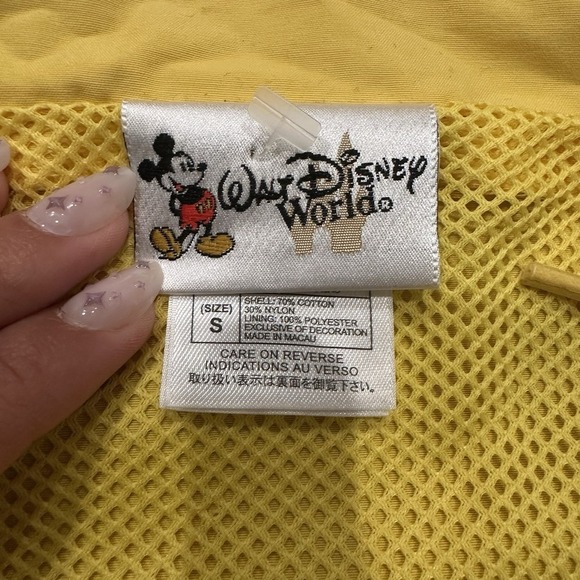 Walt Disney
World®
(SIZE)
S
SHELL: 70% COTTON
30% NYLON
LINING: 100% POLYESTER
EXCLUSIVE OF DECORATION
MADE IN MACAU
CARE ON REVERSE
INDICATIONS AU VERSO
取り扱い表示は裏面を御覧下さい。